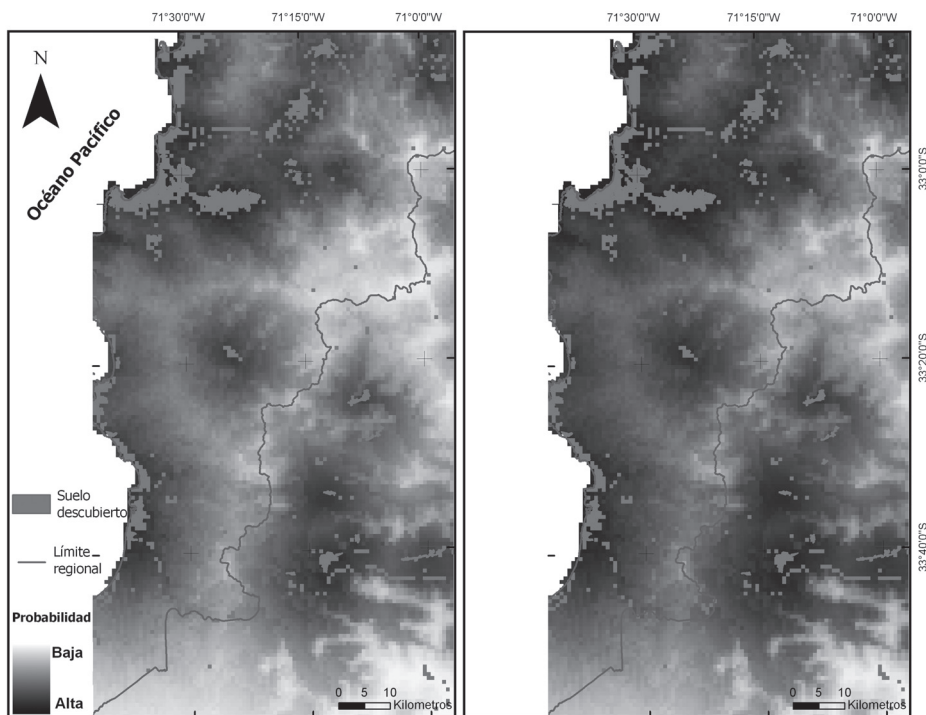 71°30'0"W
71°15'0"W
71°0'0"W
71°30'0"W
71°15'0"W
71°0'0"W
N
Océano Pacífico
33°0'0"S
33°20'0"S
33°40'0"S
Suelo
descubierto
Límite
regional
Probabilidad
Baja
Alta
0 5 10
Kilometros
0 5 10
Kilometros